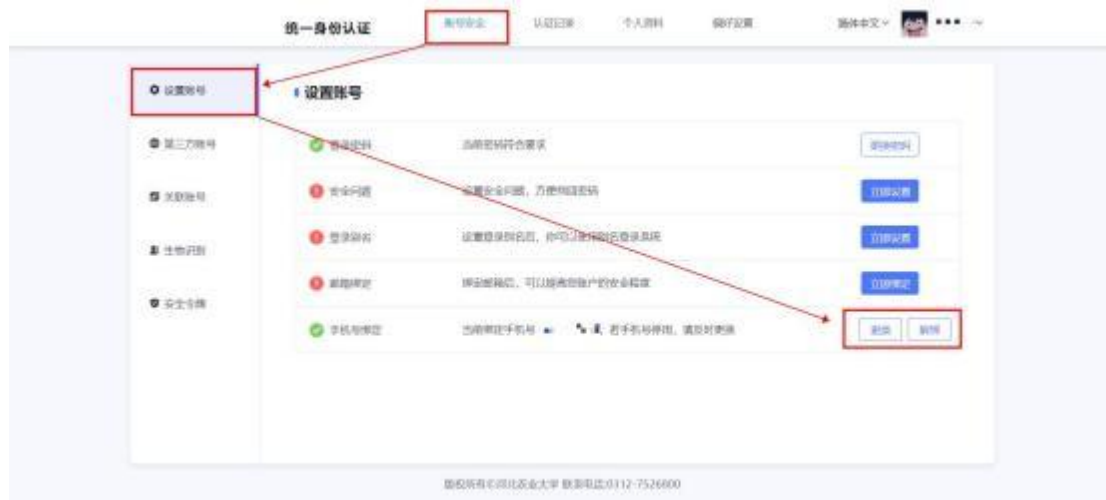 统一身份认证 账号安全 认证记录 个人资料 偏好设置 简体中文
设置账号
第三方账号
关联账号
生物识别
安全令牌
设置账号
登录密码 当前密码符合要求
安全问题 设置安全问题，方便找回密码 立即设置
登录别名 设置登录别名后，你可以使用别名登录系统 立即设置
邮箱绑定 绑定邮箱后，可以提高您账户的安全程度 立即绑定
手机号绑定 当前绑定手机号 若手机号停用，请及时更换 更换 解绑
版权所有©河北农业大学 联系电话:0312-7526600